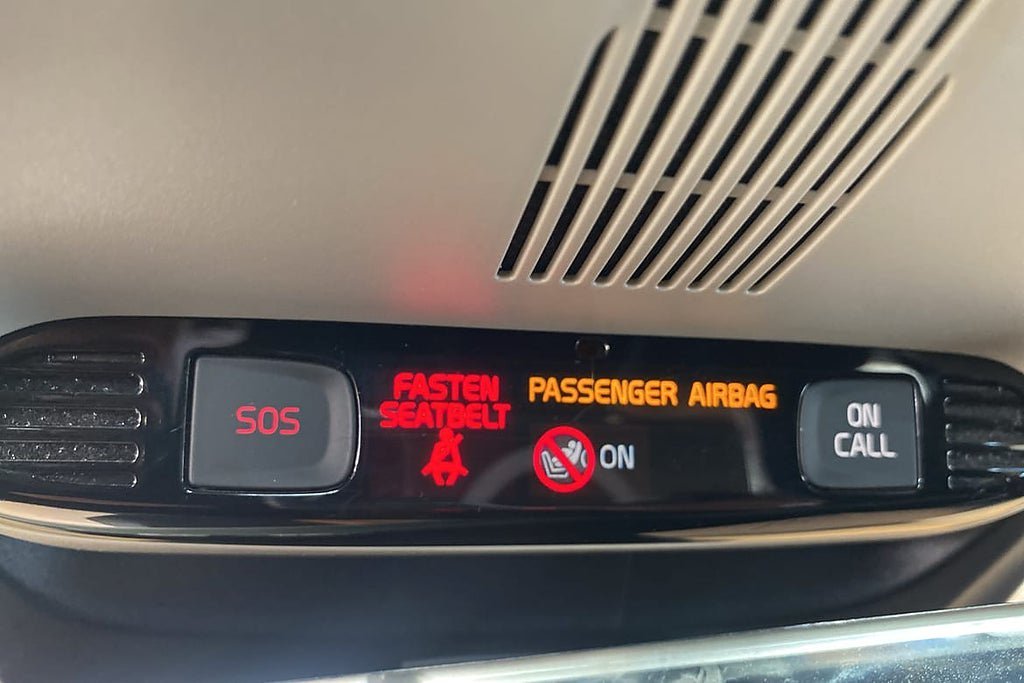 SOS
FASTEN
SEATBELT
PASSENGER AIRBAG
ON
ON
CALL